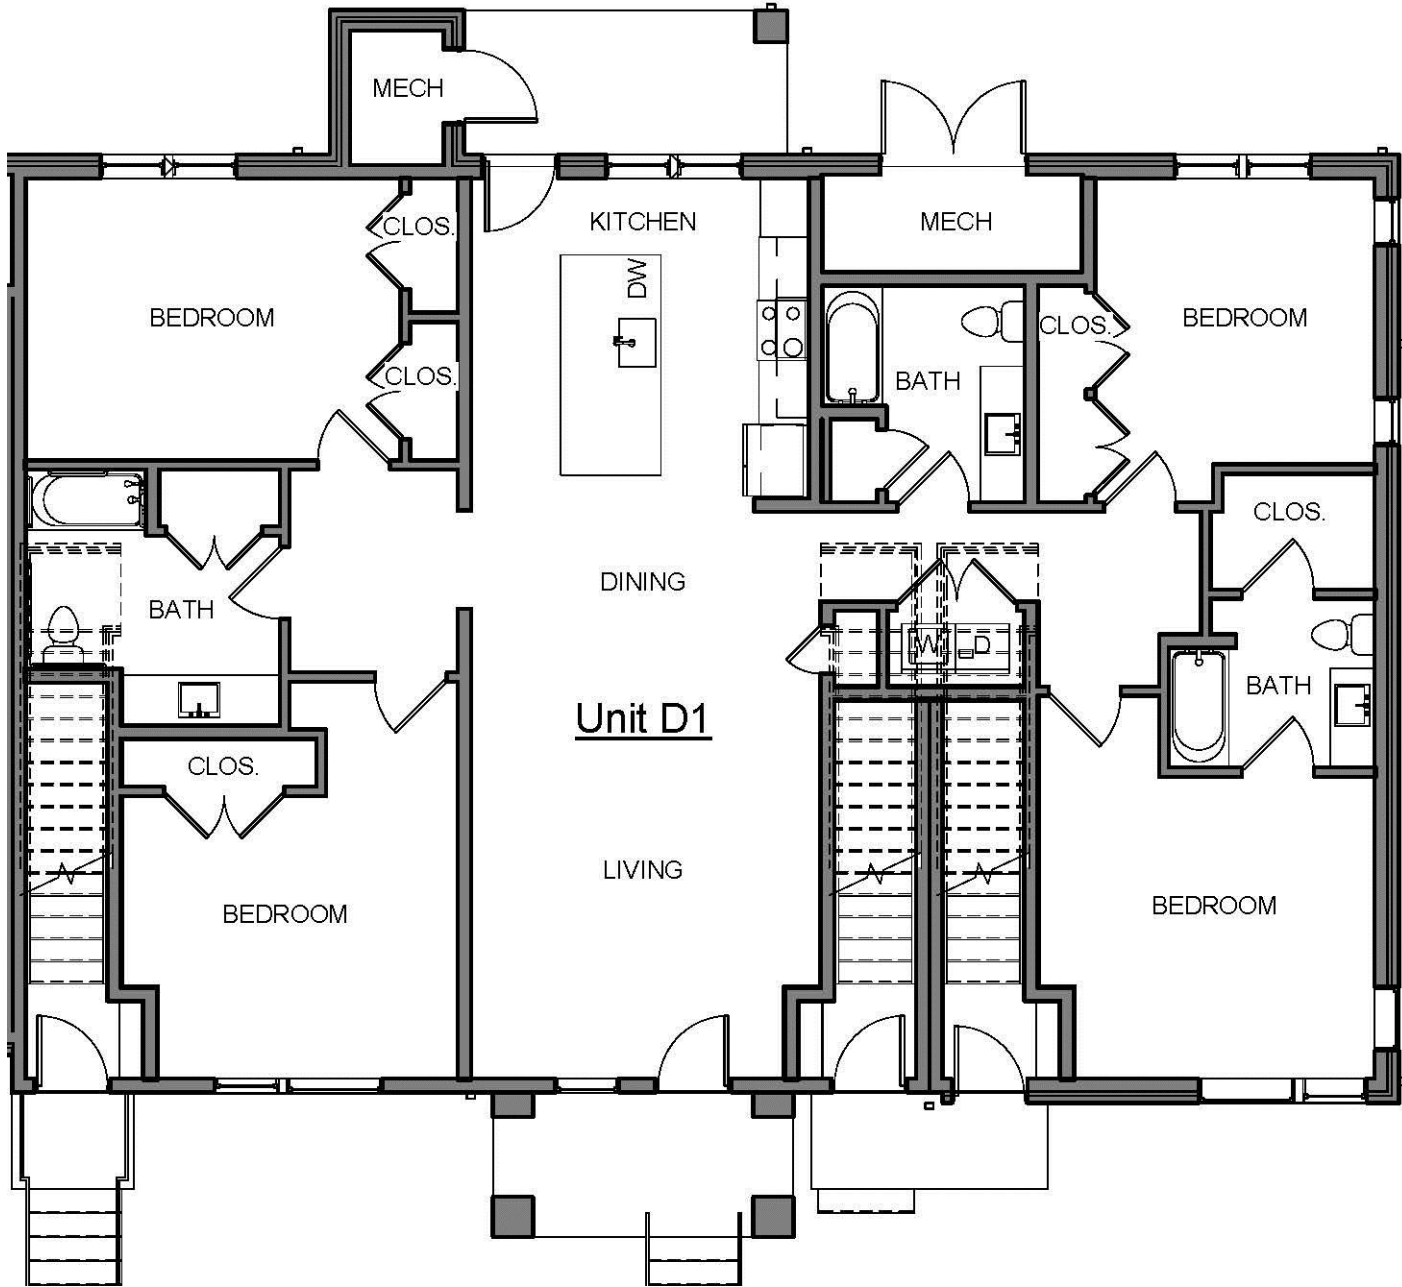 MECH
KITCHEN
CLOS.
MECH
DW
BEDROOM
BEDROOM
CLOS.
CLOS.
BATH
CLOS.
DINING
BATH
W
D
BATH
Unit D1
CLOS.
LIVING
BEDROOM
BEDROOM